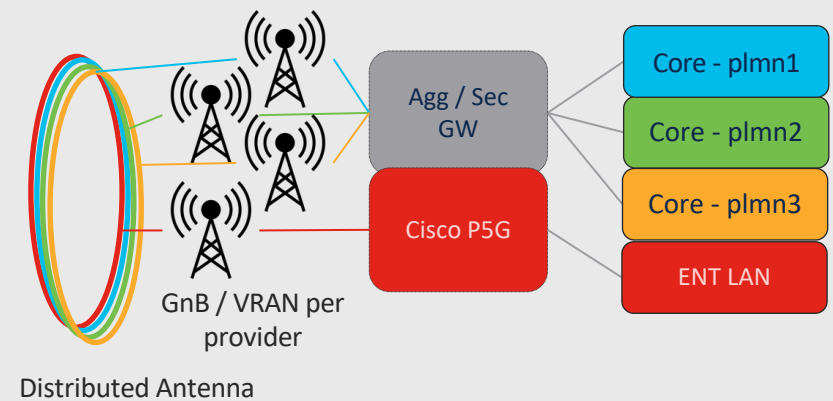 Agg / Sec
GW
Cisco P5G
Core - plmn1
Core - plmn2
Core - plmn3
ENT LAN
GnB / VRAN per
provider
Distributed Antenna